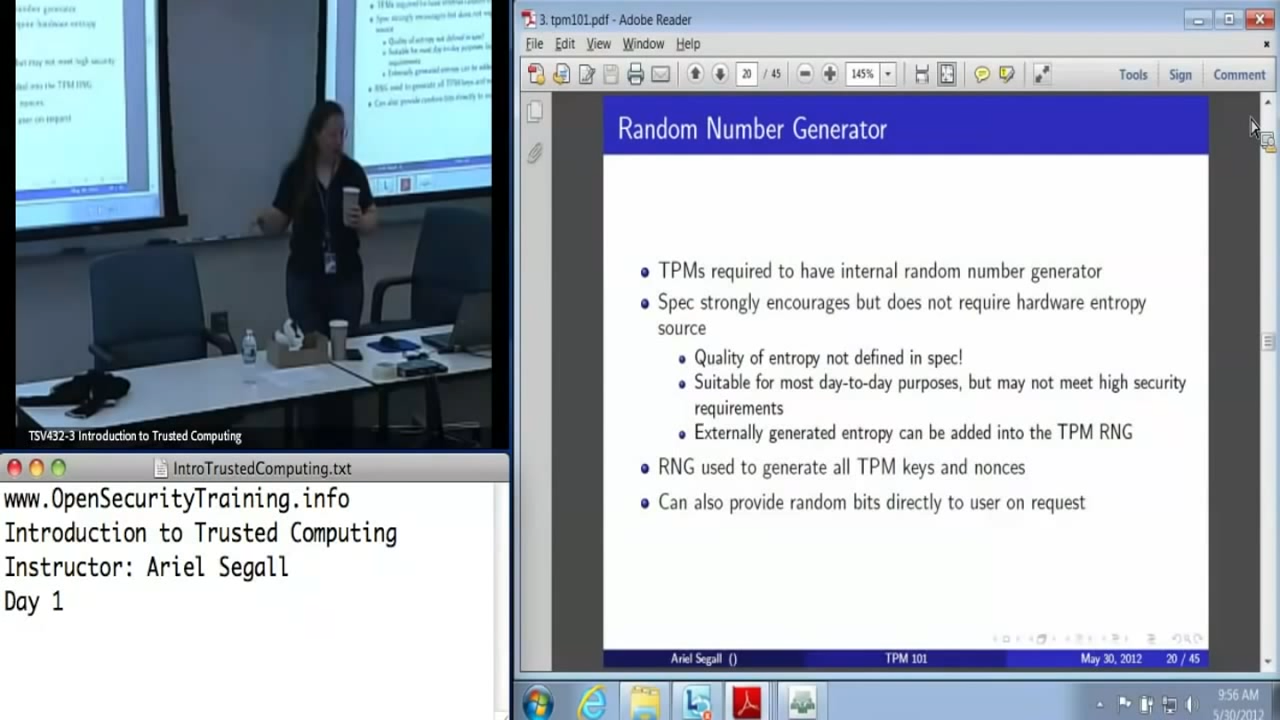 TSV432-3 Introduction to Trusted Computing
IntroTrustedComputing.txt
www.OpenSecurityTraining.info
Introduction to Trusted Computing
Instructor: Ariel Segall
Day 1
3. tpm101.pdf - Adobe Reader
File Edit View Window Help
20 / 45 145% Tools Sign Comment
Random Number Generator
TPMs required to have internal random number generator
Spec strongly encourages but does not require hardware entropy
source
Quality of entropy not defined in spec!
Suitable for most day-to-day purposes, but may not meet high security
requirements
Externally generated entropy can be added into the TPM RNG
RNG used to generate all TPM keys and nonces
Can also provide random bits directly to user on request
Ariel Segall () TPM 101 May 30, 2012 20 / 45
9:56 AM
5/30/2012